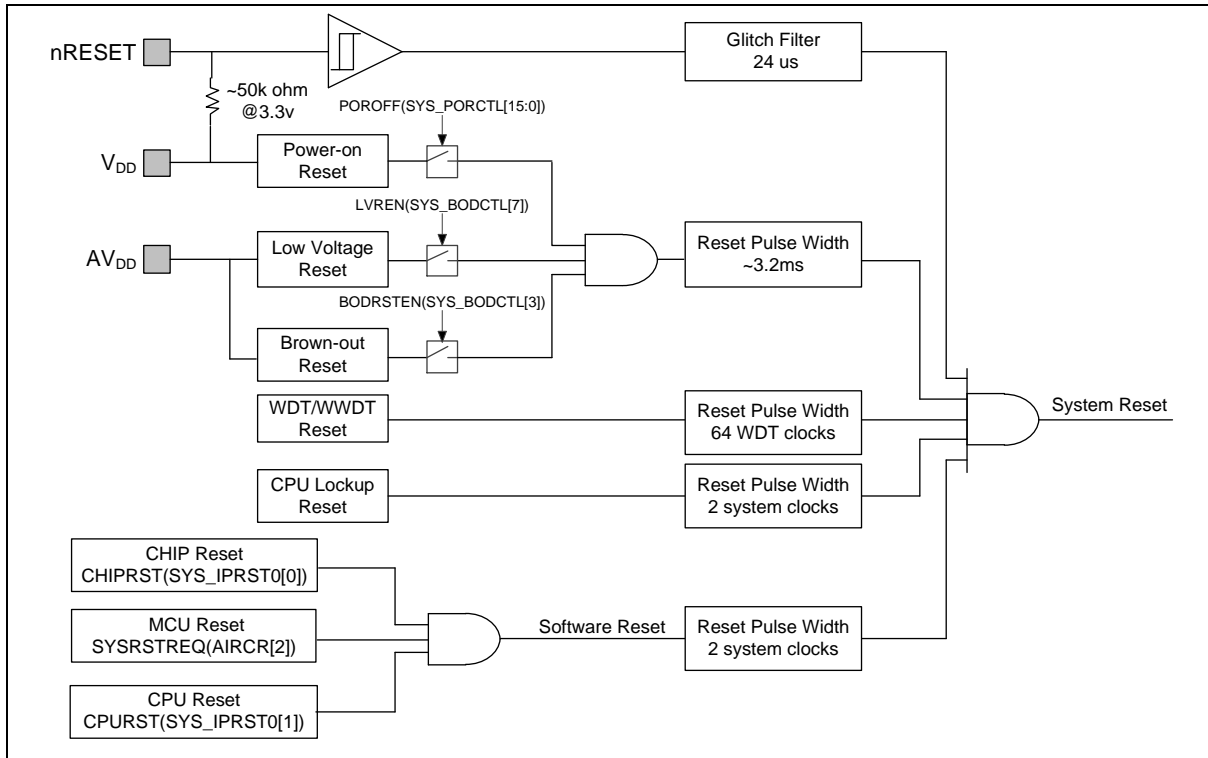 nRESET
Glitch Filter
24 us
~50k ohm
@3.3v
POROFF(SYS_PORCTL[15:0])
VDD
Power-on
Reset
LVREN(SYS_BODCTL[7])
AVDD
Low Voltage
Reset
Reset Pulse Width
~3.2ms
BODRSTEN(SYS_BODCTL[3])
Brown-out
Reset
WDT/WWDT
Reset
Reset Pulse Width
64 WDT clocks
System Reset
CPU Lockup
Reset
Reset Pulse Width
2 system clocks
CHIP Reset
CHIPRST(SYS_IPRST0[0])
MCU Reset
SYSRSTREQ(AIRCR[2])
Software Reset
Reset Pulse Width
2 system clocks
CPU Reset
CPURST(SYS_IPRST0[1])